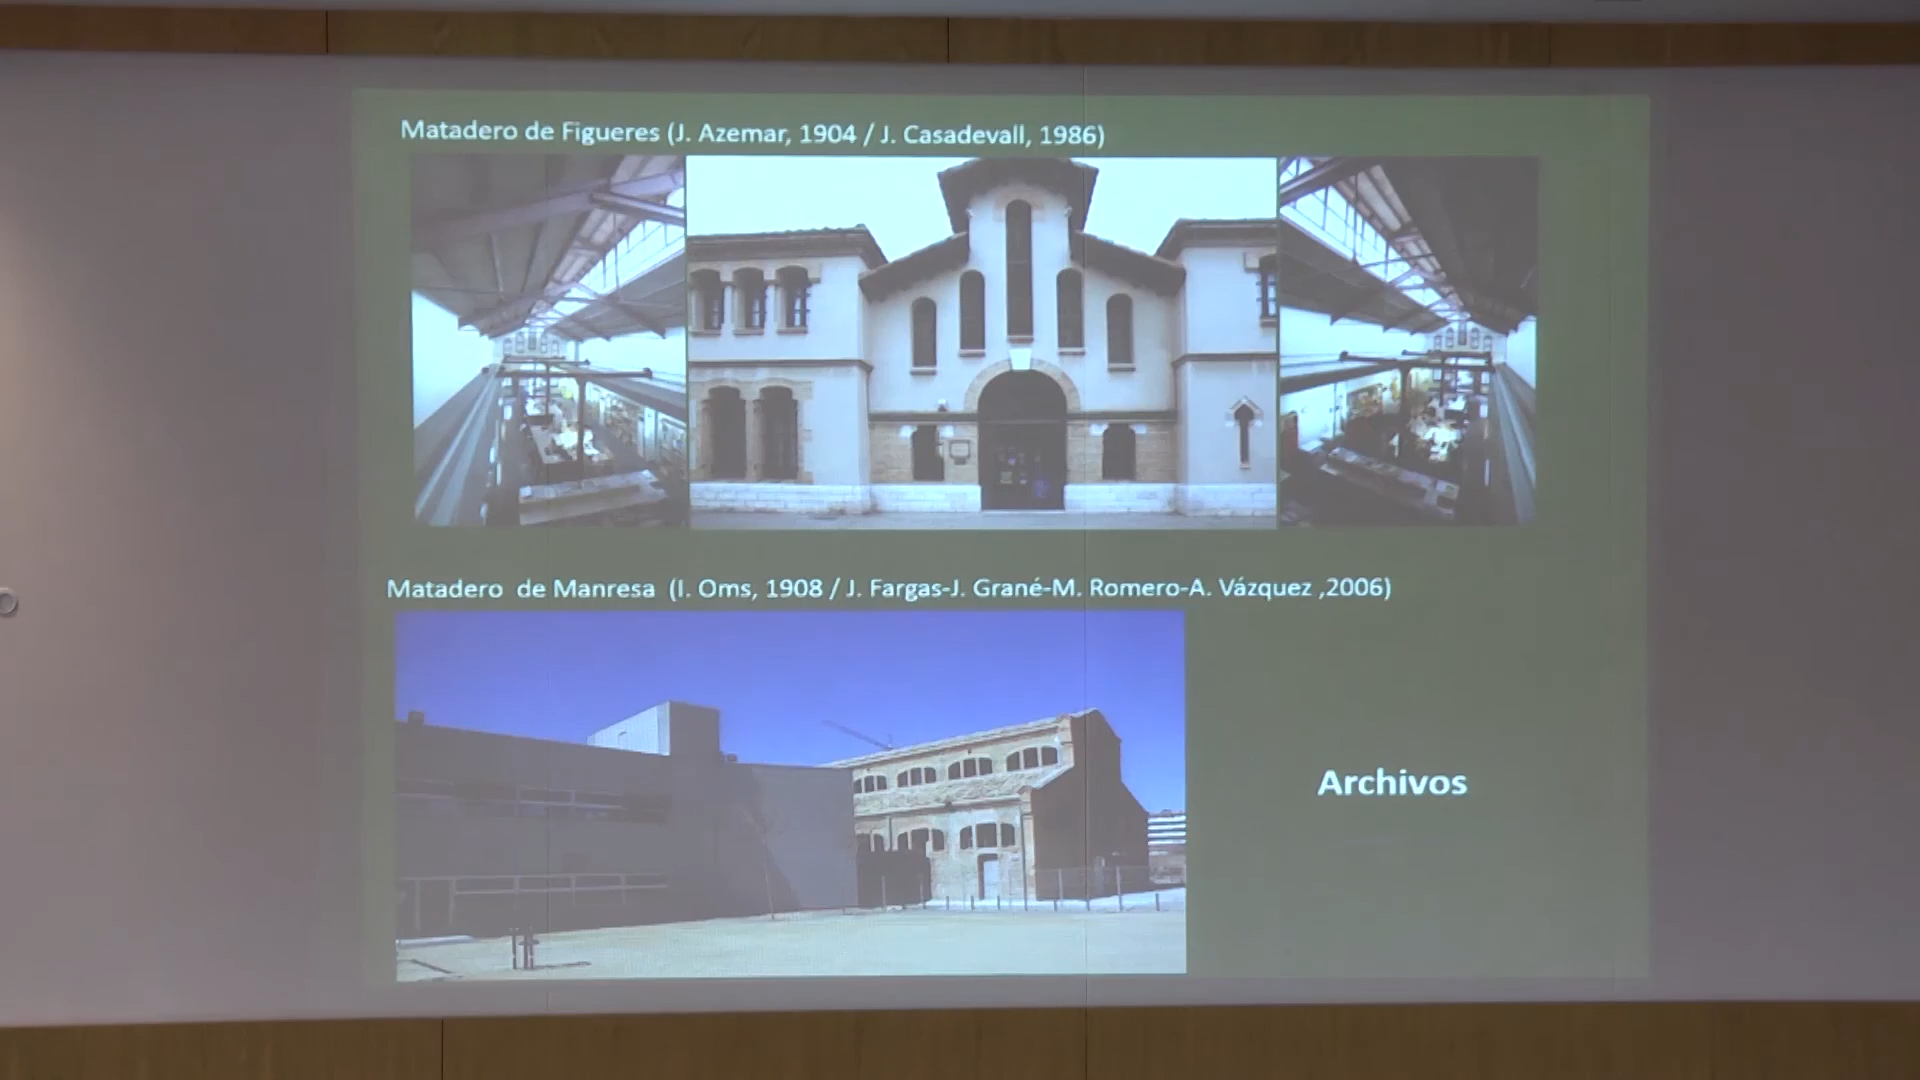 Matadero de Figueres (J. Azemar, 1904 / J. Casadevall, 1986)
Matadero de Manresa (I. Oms, 1908 / J. Fargas-J. Grané-M. Romero-A. Vázquez ,2006)
Archivos